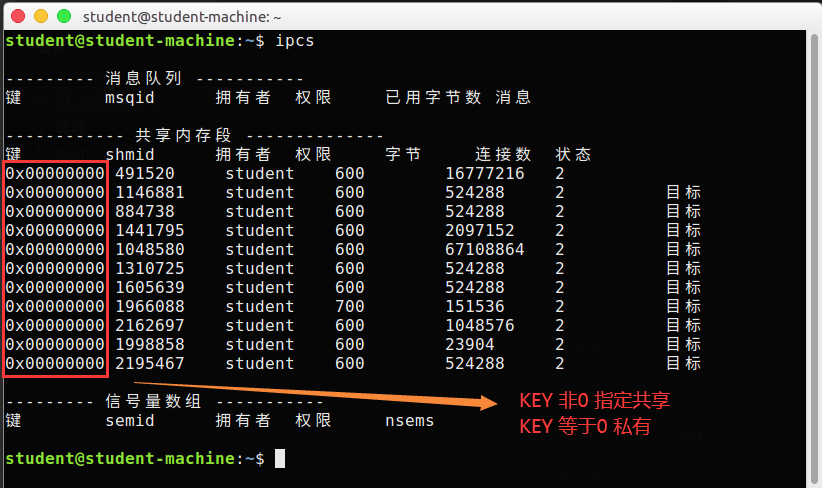 student@student-machine: ~
student@student-machine:~$ ipcs
--------- 消息队列 -----------
键 msqid 拥有者 权限 已用字节数 消息
------------ 共享内存段 --------------
键 shmid 拥有者 权限 字节 连接数 状态
0x00000000 491520 student 600 16777216 2
0x00000000 1146881 student 600 524288 2 目标
0x00000000 884738 student 600 524288 2 目标
0x00000000 1441795 student 600 2097152 2 目标
0x00000000 1048580 student 600 67108864 2 目标
0x00000000 1310725 student 600 524288 2 目标
0x00000000 1605639 student 600 524288 2 目标
0x00000000 1966088 student 700 151536 2 目标
0x00000000 2162697 student 600 1048576 2 目标
0x00000000 1998858 student 600 23904 2 目标
0x00000000 2195467 student 600 524288 2 目标
--------- 信号量数组 -----------
键 semid 拥有者 权限 nsems
KEY 非0 指定共享
KEY 等于0 私有
student@student-machine:~$